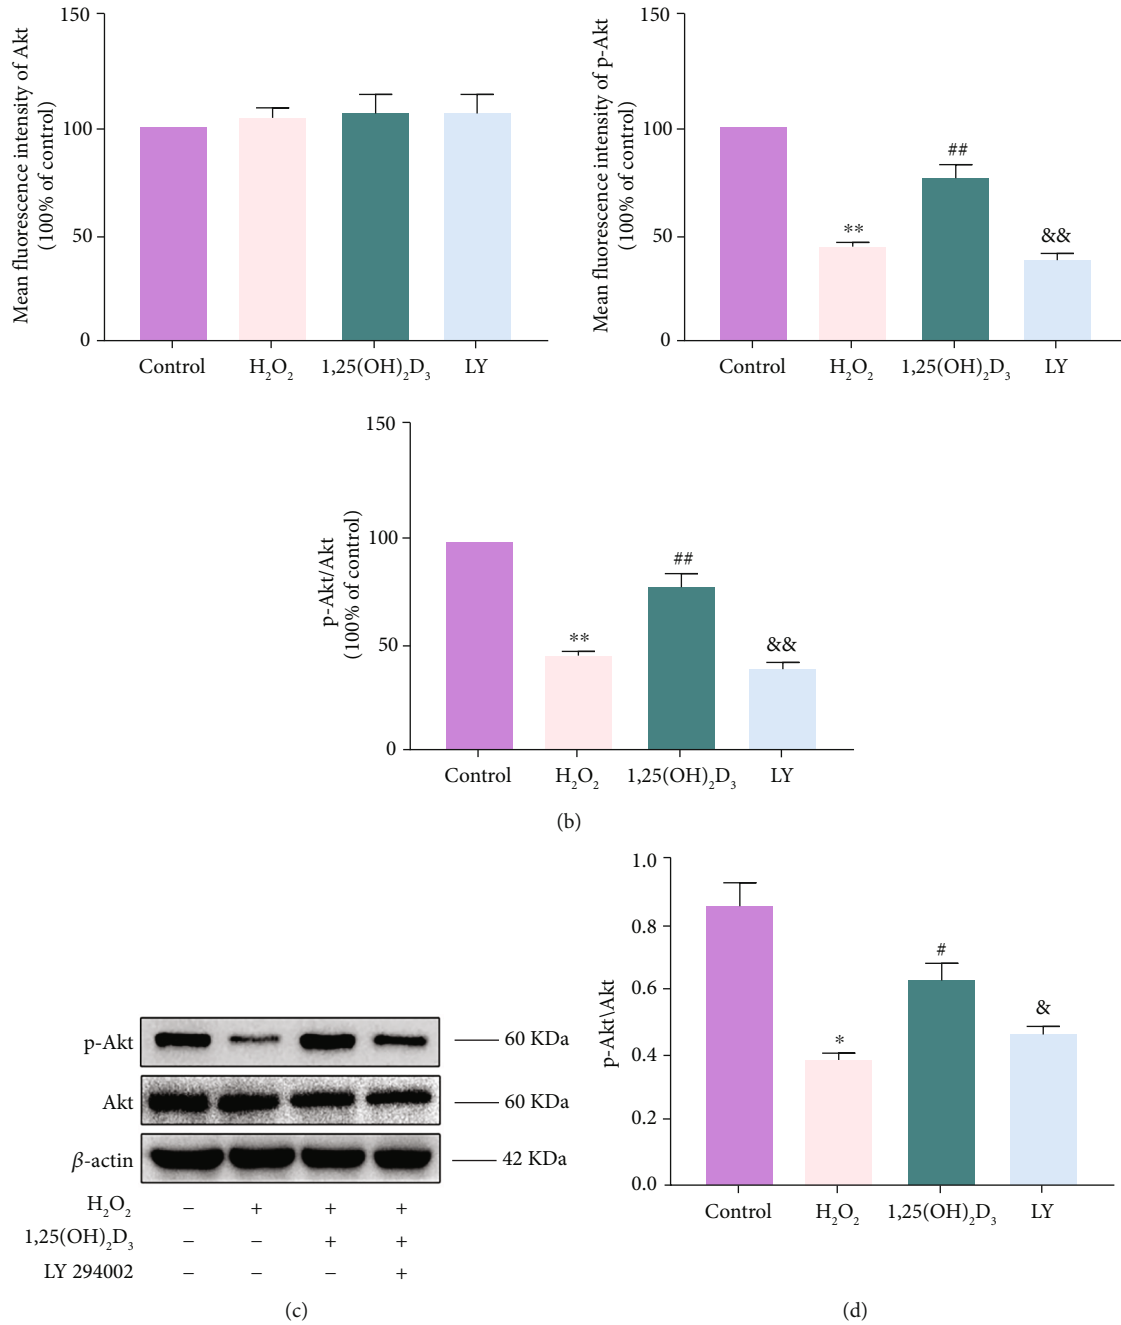 Mean fluorescence intensity of Akt
(100% of control)
150
100
50
0
Control
H₂O₂
1,25(OH)₂D₃
LY
Mean fluorescence intensity of p-Akt
(100% of control)
150
100
50
0
**
##
&&
Control
H₂O₂
1,25(OH)₂D₃
LY
p-Akt/Akt
(100% of control)
150
100
50
0
**
##
&&
Control
H₂O₂
1,25(OH)₂D₃
LY
(b)
p-Akt
60 KDa
Akt
60 KDa
β-actin
42 KDa
H₂O₂ – + + +
1,25(OH)₂D₃ – – + +
LY 294002 – – – +
(c)
p-Akt\Akt
1.0
0.8
0.6
0.4
0.2
0.0
*
#
&
Control
H₂O₂
1,25(OH)₂D₃
LY
(d)